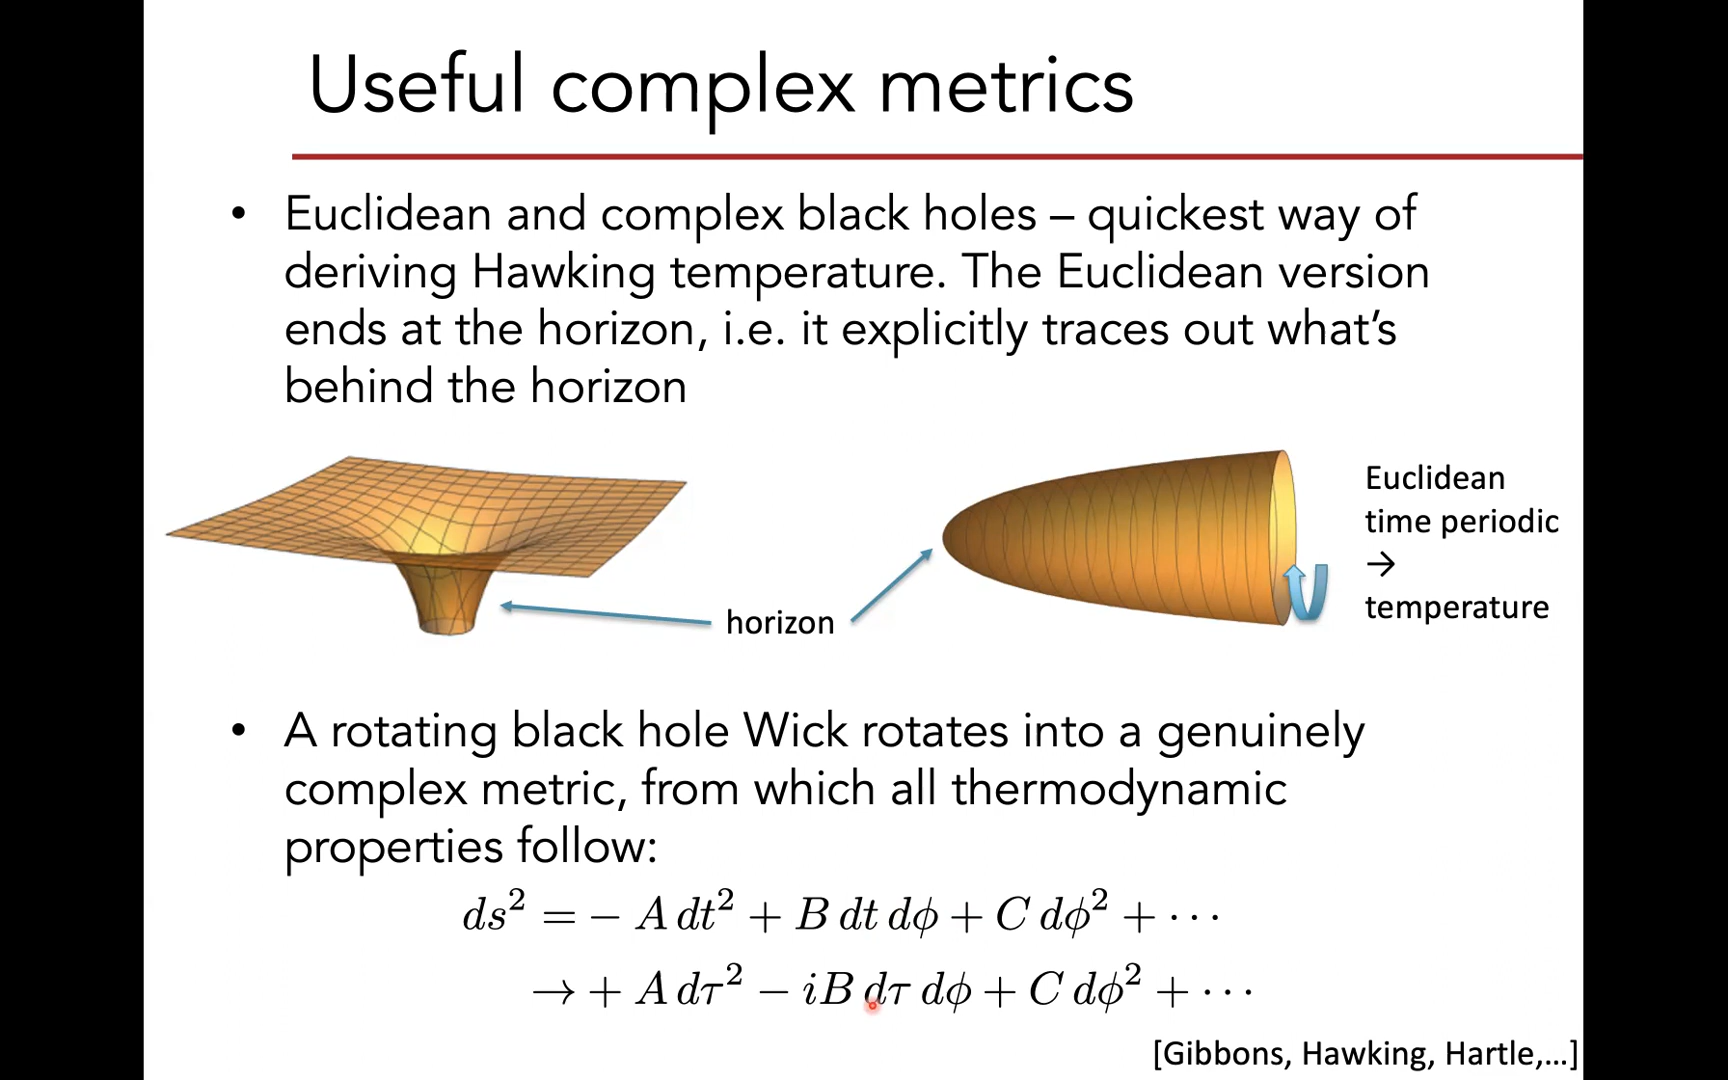 Useful complex metrics
• Euclidean and complex black holes – quickest way of
deriving Hawking temperature. The Euclidean version
ends at the horizon, i.e. it explicitly traces out what’s
behind the horizon
horizon
Euclidean
time periodic
→
temperature
• A rotating black hole Wick rotates into a genuinely
complex metric, from which all thermodynamic
properties follow:
ds² = − A dt² + B dt dϕ + C dϕ² + ⋯
→ + A dτ² − iB dτ dϕ + C dϕ² + ⋯
[Gibbons, Hawking, Hartle,...]